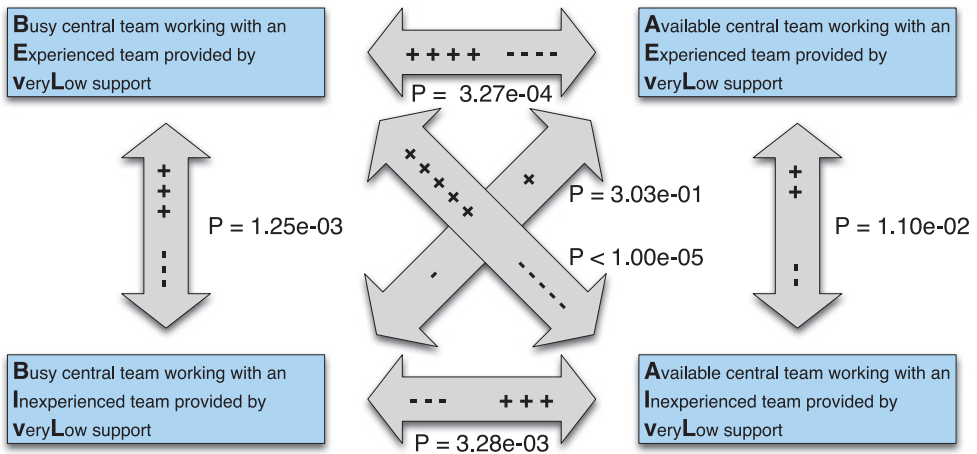 Busy central team working with an
Experienced team provided by
veryLow support
+ + + + - - - -
P = 3.27e-04
Available central team working with an
Experienced team provided by
veryLow support
+
+
+
-
-
-
P = 1.25e-03
+ + + + +
- - - - -
+
-
P = 3.03e-01
P < 1.00e-05
+
+
-
-
P = 1.10e-02
Busy central team working with an
Inexperienced team provided by
veryLow support
- - - + + +
P = 3.28e-03
Available central team working with an
Inexperienced team provided by
veryLow support